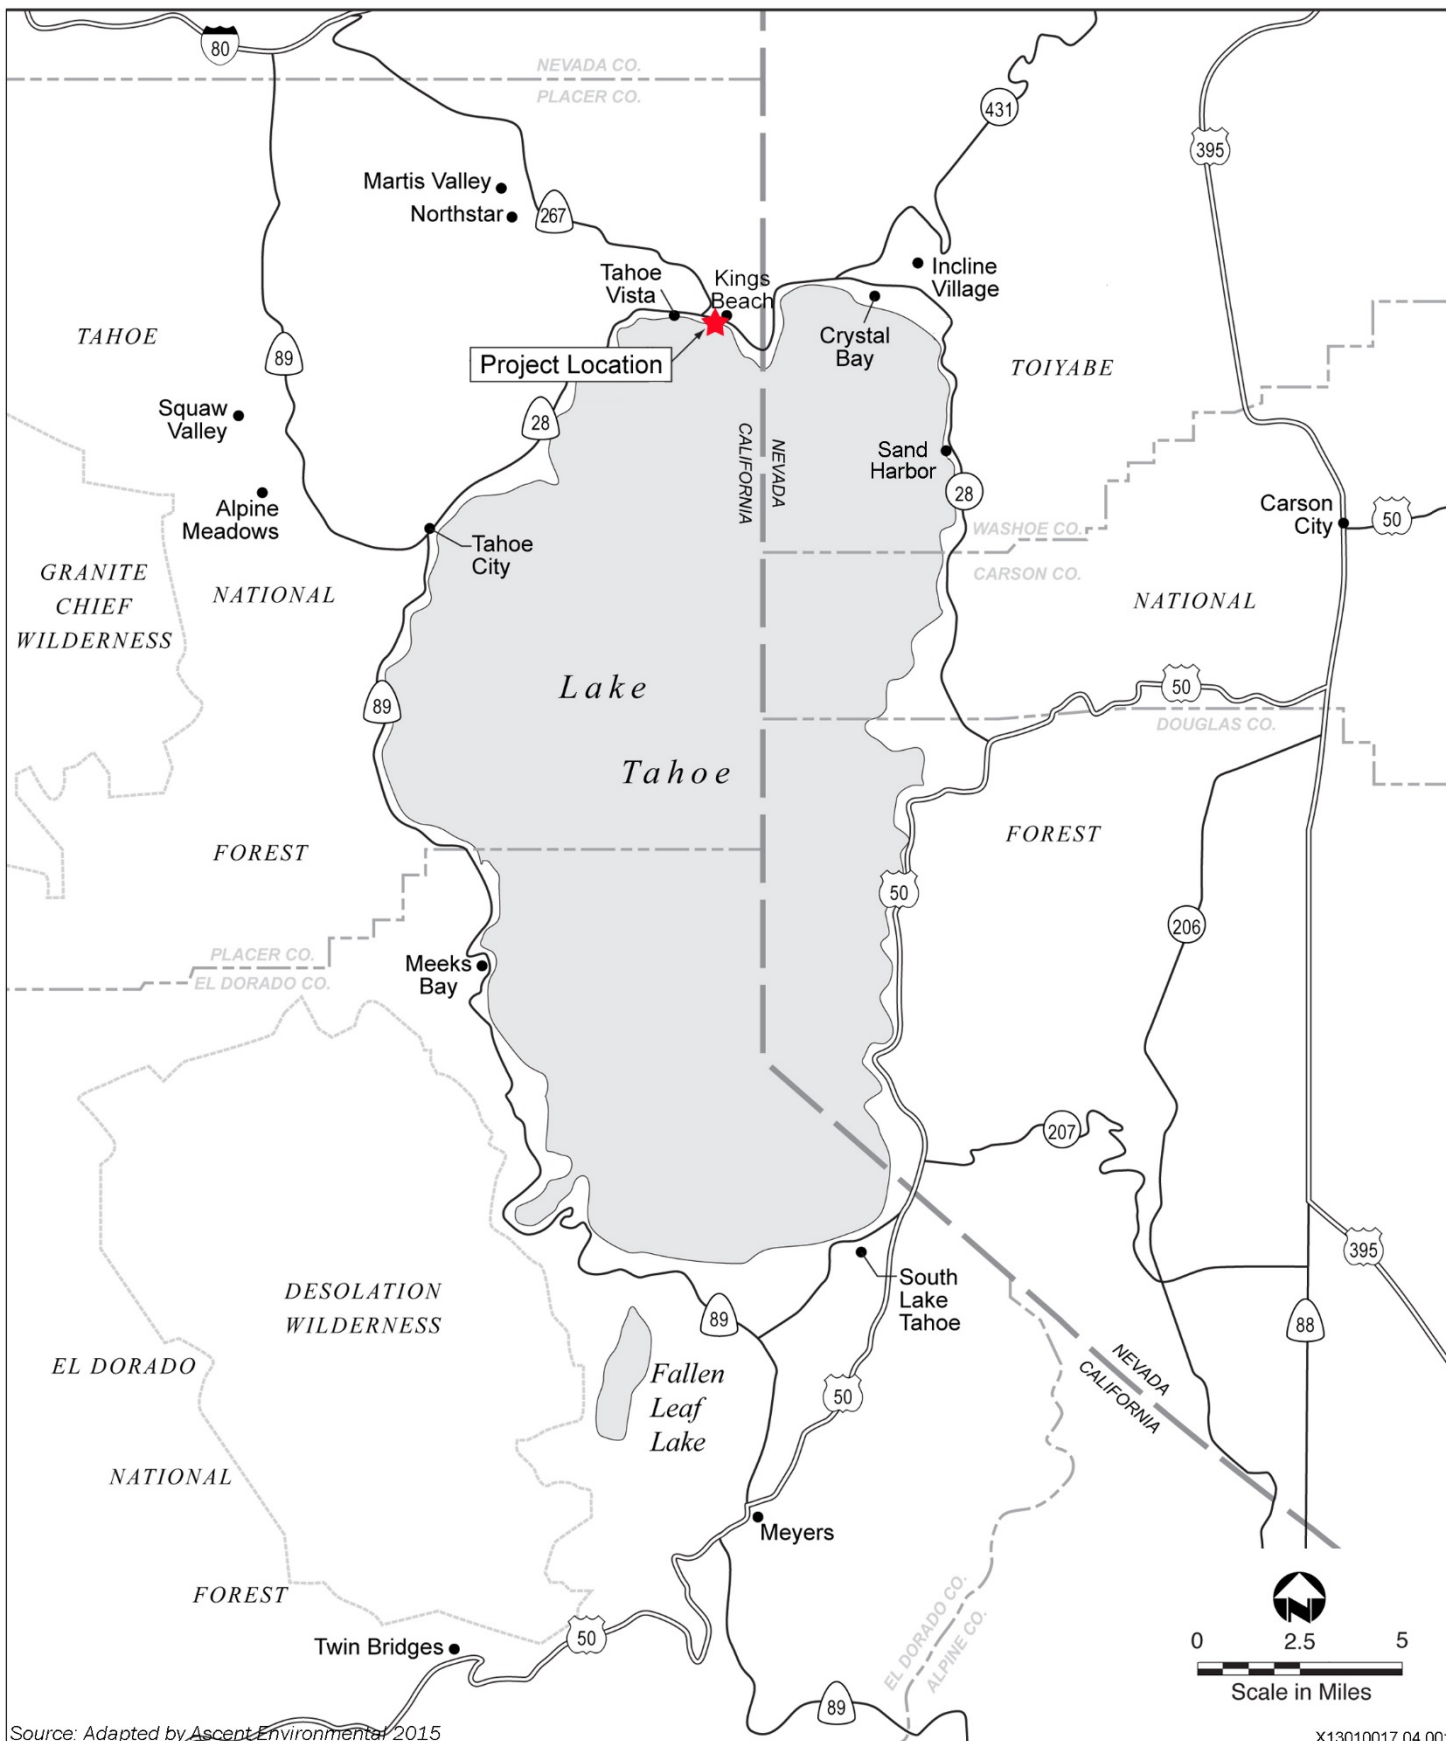 80
NEVADA CO.
PLACER CO.
431
395
Martis Valley
Northstar
267
Tahoe
Vista
Kings
Beach
Incline
Village
Crystal
Bay
TAHOE
89
Project Location
TOIYABE
Squaw
Valley
28
CALIFORNIA
NEVADA
Sand
Harbor
28
Alpine
Meadows
Carson
City
50
Tahoe
City
WASHOE CO.
CARSON CO.
GRANITE
CHIEF
WILDERNESS
NATIONAL
NATIONAL
Lake
Tahoe
89
50
DOUGLAS CO.
FOREST
FOREST
50
206
PLACER CO.
EL DORADO CO.
Meeks
Bay
207
395
South
Lake
Tahoe
DESOLATION
WILDERNESS
89
88
EL DORADO
Fallen
Leaf
Lake
50
NEVADA
CALIFORNIA
NATIONAL
Meyers
FOREST
Twin Bridges
50
EL DORADO CO.
ALPINE CO.
89
N
0 2.5 5
Scale in Miles
Source: Adapted by Ascent Environmental 2015
X13010017 04 001